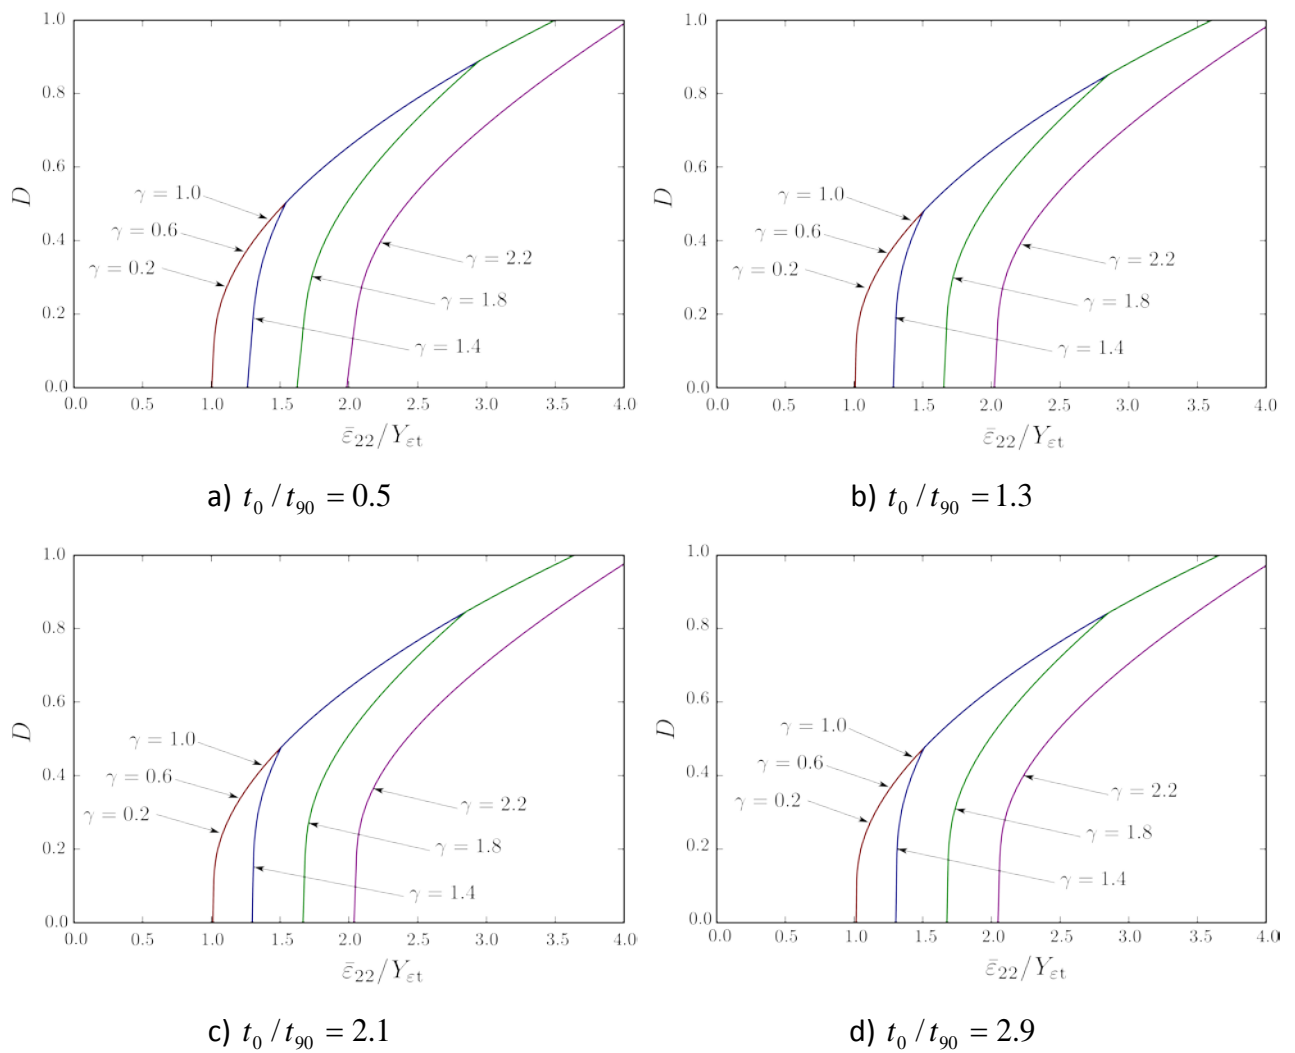 1.0
0.8
0.6
0.4
0.2
0.0
D
γ = 1.0
γ = 0.6
γ = 0.2
γ = 2.2
γ = 1.8
γ = 1.4
0.0 0.5 1.0 1.5 2.0 2.5 3.0 3.5 4.0
ε̄₂₂/Y_εt
a) t₀ / t₉₀ = 0.5
1.0
0.8
0.6
0.4
0.2
0.0
D
γ = 1.0
γ = 0.6
γ = 0.2
γ = 2.2
γ = 1.8
γ = 1.4
0.0 0.5 1.0 1.5 2.0 2.5 3.0 3.5 4.0
ε̄₂₂/Y_εt
b) t₀ / t₉₀ = 1.3
1.0
0.8
0.6
0.4
0.2
0.0
D
γ = 1.0
γ = 0.6
γ = 0.2
γ = 2.2
γ = 1.8
γ = 1.4
0.0 0.5 1.0 1.5 2.0 2.5 3.0 3.5 4.0
ε̄₂₂/Y_εt
c) t₀ / t₉₀ = 2.1
1.0
0.8
0.6
0.4
0.2
0.0
D
γ = 1.0
γ = 0.6
γ = 0.2
γ = 2.2
γ = 1.8
γ = 1.4
0.0 0.5 1.0 1.5 2.0 2.5 3.0 3.5 4.0
ε̄₂₂/Y_εt
d) t₀ / t₉₀ = 2.9